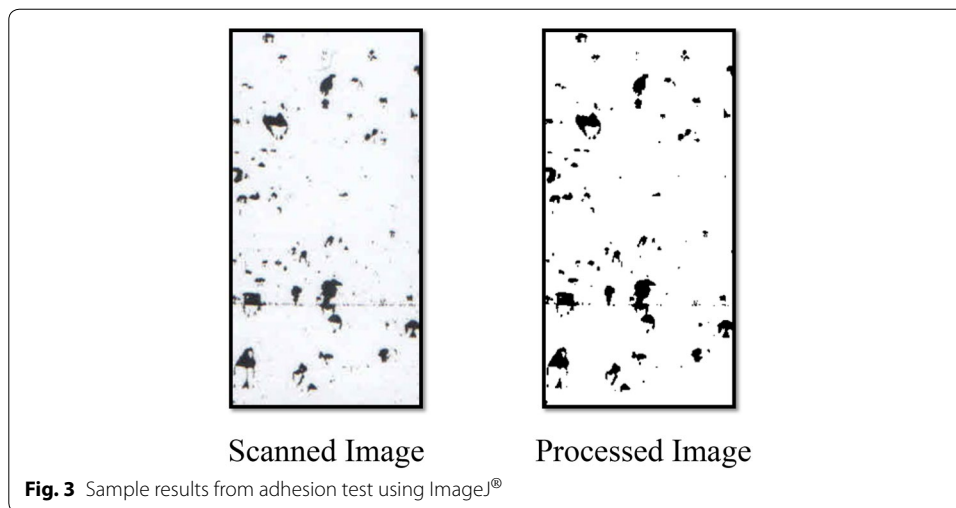 Scanned Image
Processed Image
Fig. 3 Sample results from adhesion test using ImageJ®